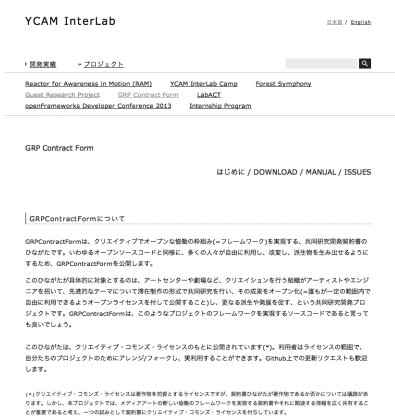 YCAM InterLab
日本語 / English
開発実績 プロジェクト
Reactor for Awareness in Motion (RAM) YCAM InterLab Camp Forest Symphony
Guest Research Project GRP Contract Form LabACT
openFrameworks Developer Conference 2013 Internship Program
GRP Contract Form
はじめに / DOWNLOAD / MANUAL / ISSUES
GRPContractFormについて
GRPContractFormは、クリエイティブでオープンな協働の枠組み(=フレームワーク)を実現する、共同研究開発契約書の
ひながたです。いわゆるオープンソースコードと同様に、多くの人々が自由に利用し、改変し、派生物を生み出せるように
するため、GRPContractFormを公開します。
このひながたが具体的に対象とするのは、アートセンターや劇場など、クリエイションを行う組織がアーティストやエンジ
ニアを招いて、先進的なテーマについて滞在制作の形式で共同研究を行い、その成果をオープン化(=誰もが一定の範囲内で
自由に利用できるようオープンライセンスを付して公開すること)し、更なる派生や発展を促す、という共同研究開発プロ
ジェクトです。GRPContractFormは、このようなプロジェクトのフレームワークを実現するソースコードであると言って
も良いでしょう。
このひながたは、クリエイティブ・コモンズ・ライセンスのもとに公開されています(*)。利用者はライセンスの範囲で、
自分たちのプロジェクトのためにアレンジ/フォークし、実利用することができます。Github上での更新リクエストも歓迎
します。
(*)クリエイティブ・コモンズ・ライセンスは著作物を前提とするライセンスですが、契約書ひながたが著作物であるか否かについては議論があ
ります。しかし、本プロジェクトでは、メディアアートの新しい協働のフレームワークを実現する契約書やそれに関連する情報を広く共有するこ
とが重要であると考え、一つの試みとして契約書にクリエイティブ・コモンズ・ライセンスを付与しています。